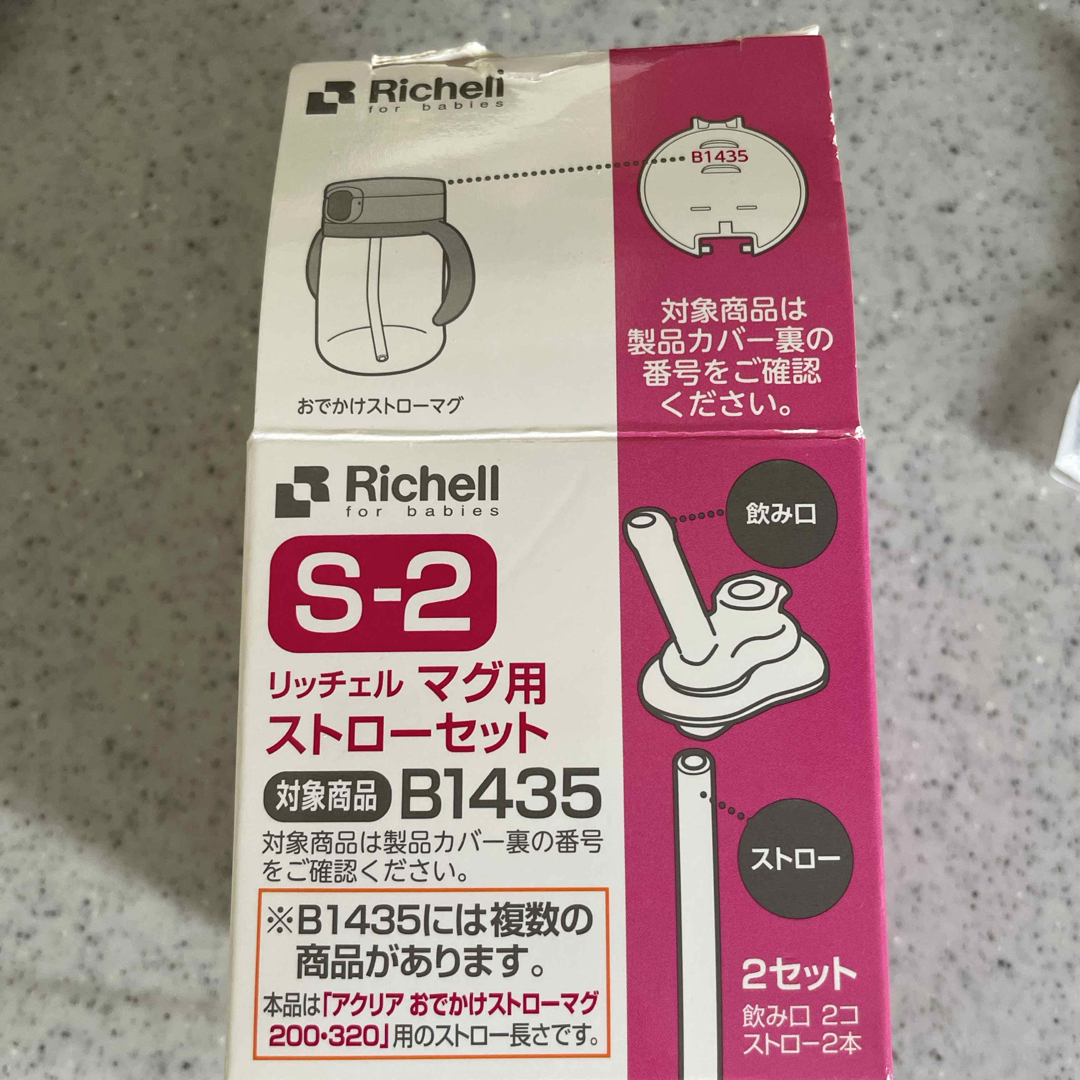 Richell
for babies
B1435
対象商品は
製品カバー裏の
番号をご確認
ください。
おでかけストローマグ
Richell
for babies
飲み口
S-2
リッチェル マグ用
ストローセット
対象商品 B1435
対象商品は製品カバー裏の番号
をご確認ください。
ストロー
※B1435には複数の
商品があります。
本品は「アクリア おでかけストローマグ
200・320」用のストロー長さです。
2セット
飲み口 2コ
ストロー2本